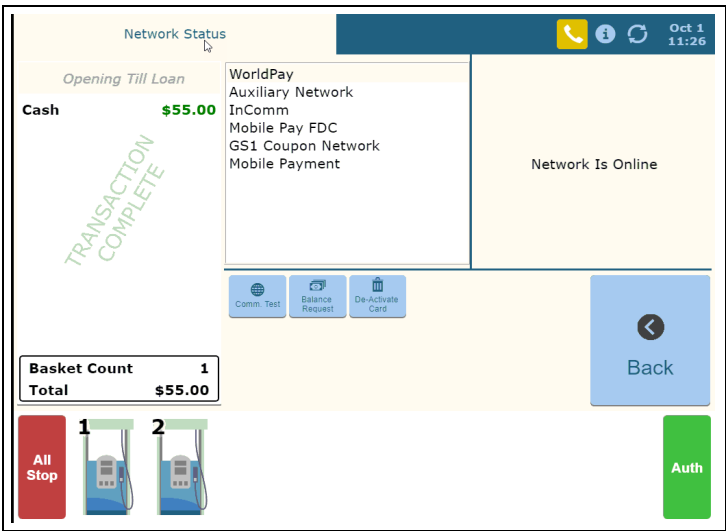 Network Status
Oct 1
11:26
Opening Till Loan
Cash $55.00
TRANSACTION
COMPLETE
Basket Count 1
Total $55.00
WorldPay
Auxiliary Network
InComm
Mobile Pay FDC
GS1 Coupon Network
Mobile Payment
Network Is Online
Comm. Test
Balance
Request
De-Activate
Card
Back
All
Stop
1
2
Auth